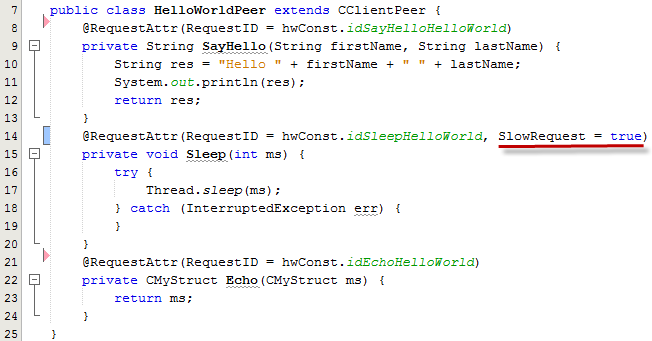 7 public class HelloWorldPeer extends CClientPeer {
8 @RequestAttr(RequestID = hwConst.idSayHelloHelloWorld)
9 private String SayHello(String firstName, String lastName) {
10 String res = "Hello " + firstName + " " + lastName;
11 System.out.println(res);
12 return res;
13 }
14 @RequestAttr(RequestID = hwConst.idSleepHelloWorld, SlowRequest = true)
15 private void Sleep(int ms) {
16 try {
17 Thread.sleep(ms);
18 } catch (InterruptedException err) {
19 }
20 }
21 @RequestAttr(RequestID = hwConst.idEchoHelloWorld)
22 private CMyStruct Echo(CMyStruct ms) {
23 return ms;
24 }
25 }